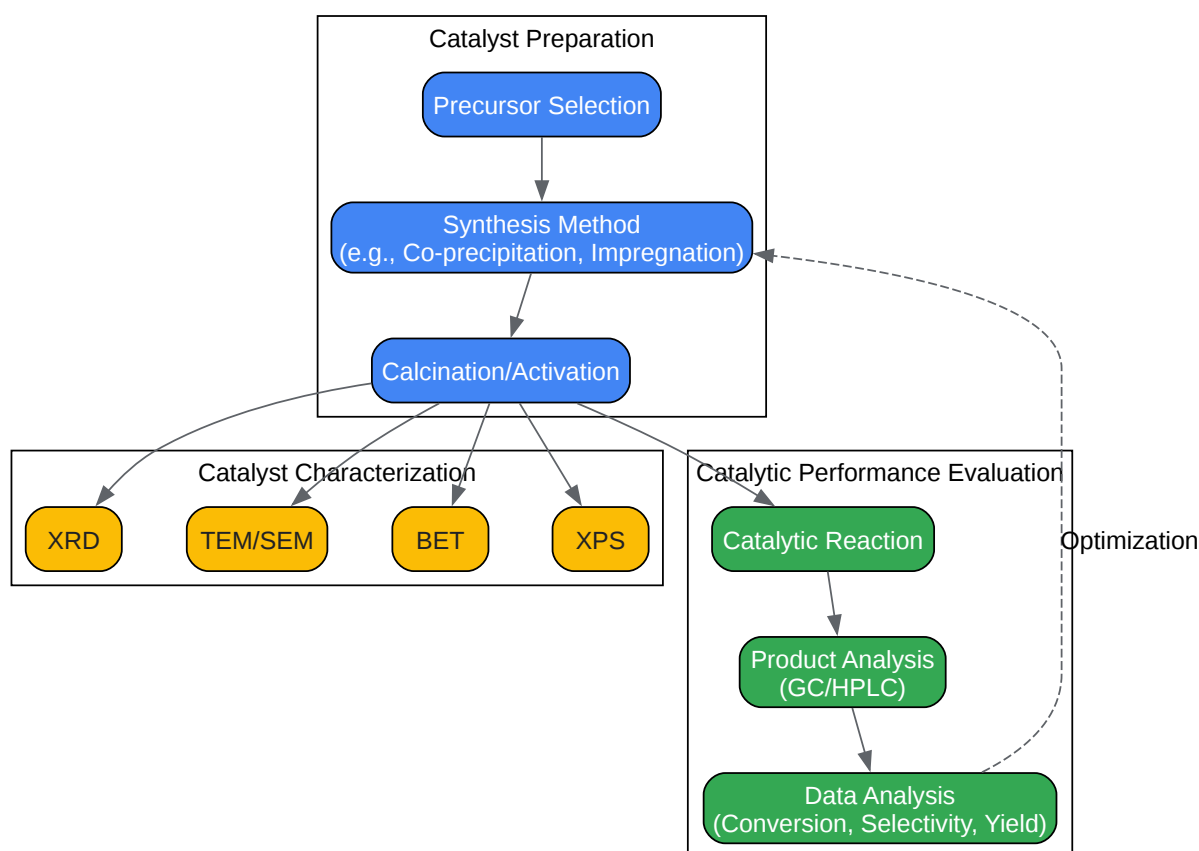 Catalyst Preparation
Precursor Selection
Synthesis Method
(e.g., Co-precipitation, Impregnation)
Calcination/Activation
Catalyst Characterization
XRD
TEM/SEM
BET
XPS
Catalytic Performance Evaluation
Catalytic Reaction
Optimization
Product Analysis
(GC/HPLC)
Data Analysis
(Conversion, Selectivity, Yield)